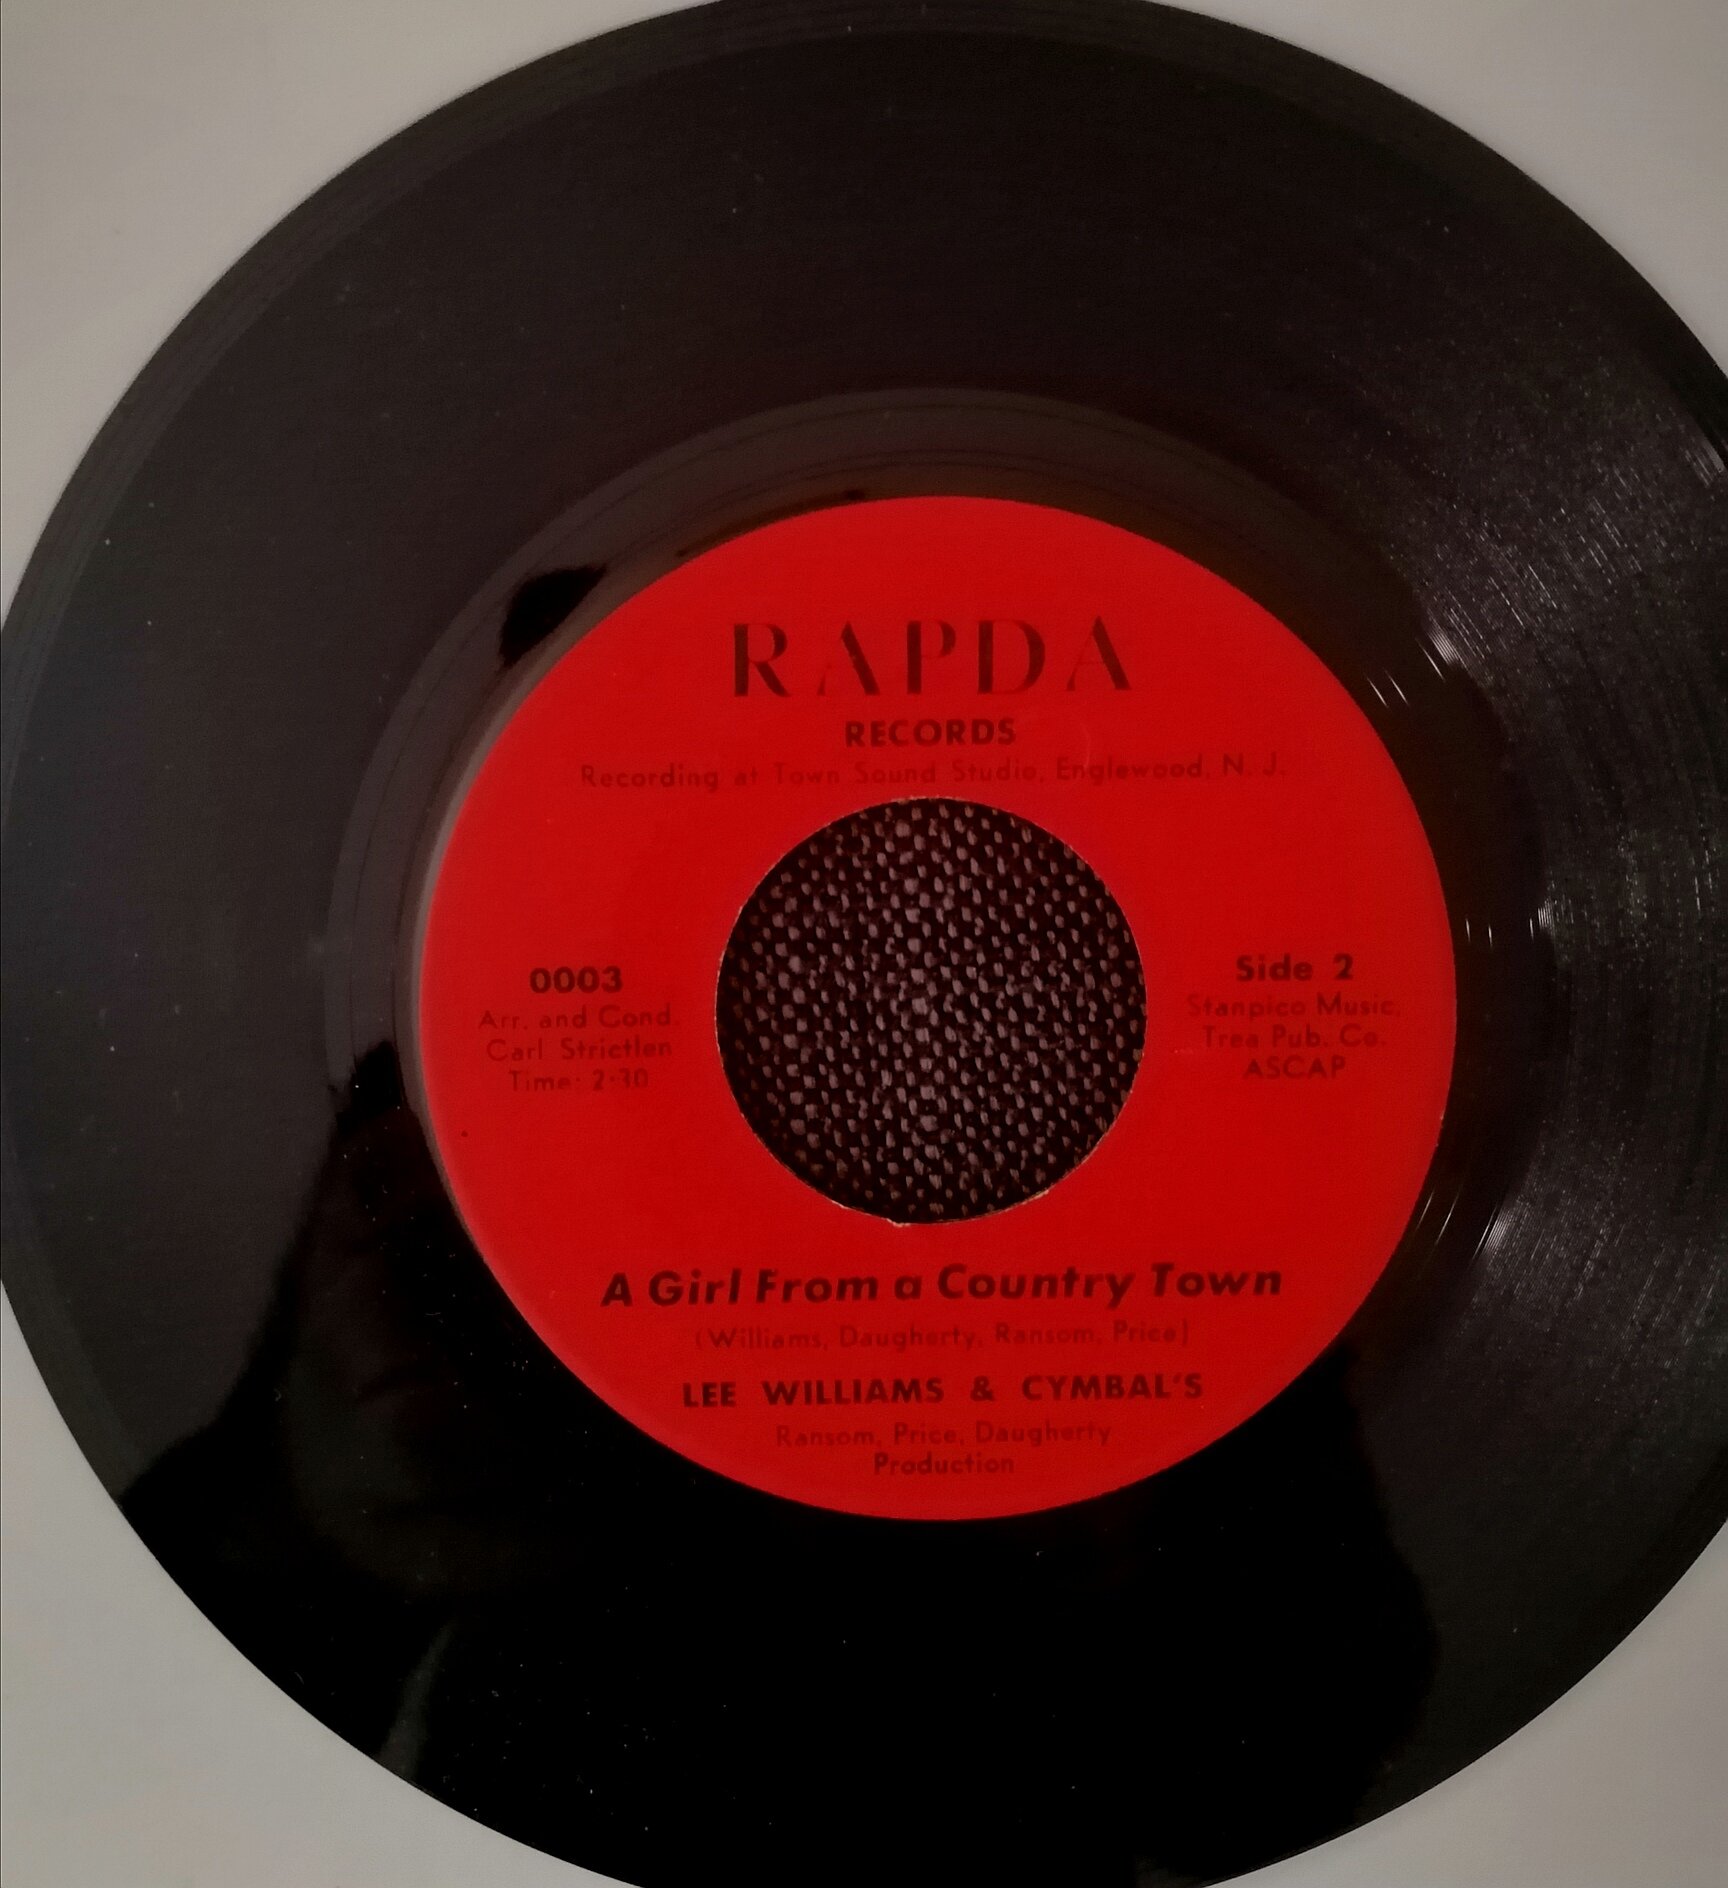 RAPDA
RECORDS
Recording at Town Sound Studio, Englewood, N. J.
0003
Arr. and Cond.
Carl Strictlen
Time: 2:30
Side 2
Stanpico Music,
Trea Pub. Co.
ASCAP
A Girl From a Country Town
(Williams, Daugherty, Ransom, Price)
LEE WILLIAMS & CYMBAL'S
Ransom, Price, Daugherty
Production